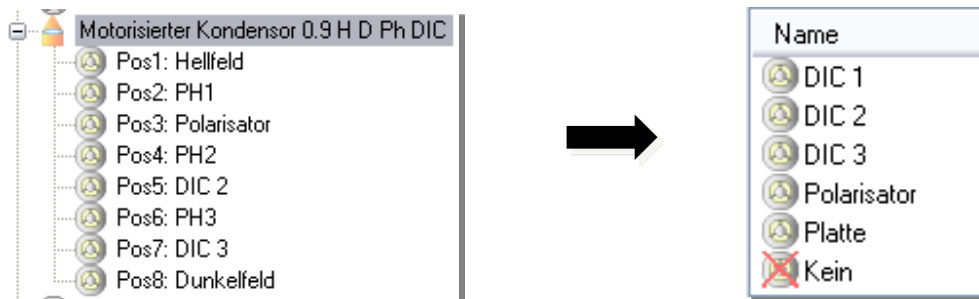 Motorisierter Kondensor 0.9 H D Ph DIC
Pos1: Hellfeld
Pos2: PH1
Pos3: Polarisator
Pos4: PH2
Pos5: DIC 2
Pos6: PH3
Pos7: DIC 3
Pos8: Dunkelfeld
Name
DIC 1
DIC 2
DIC 3
Polarisator
Platte
Kein